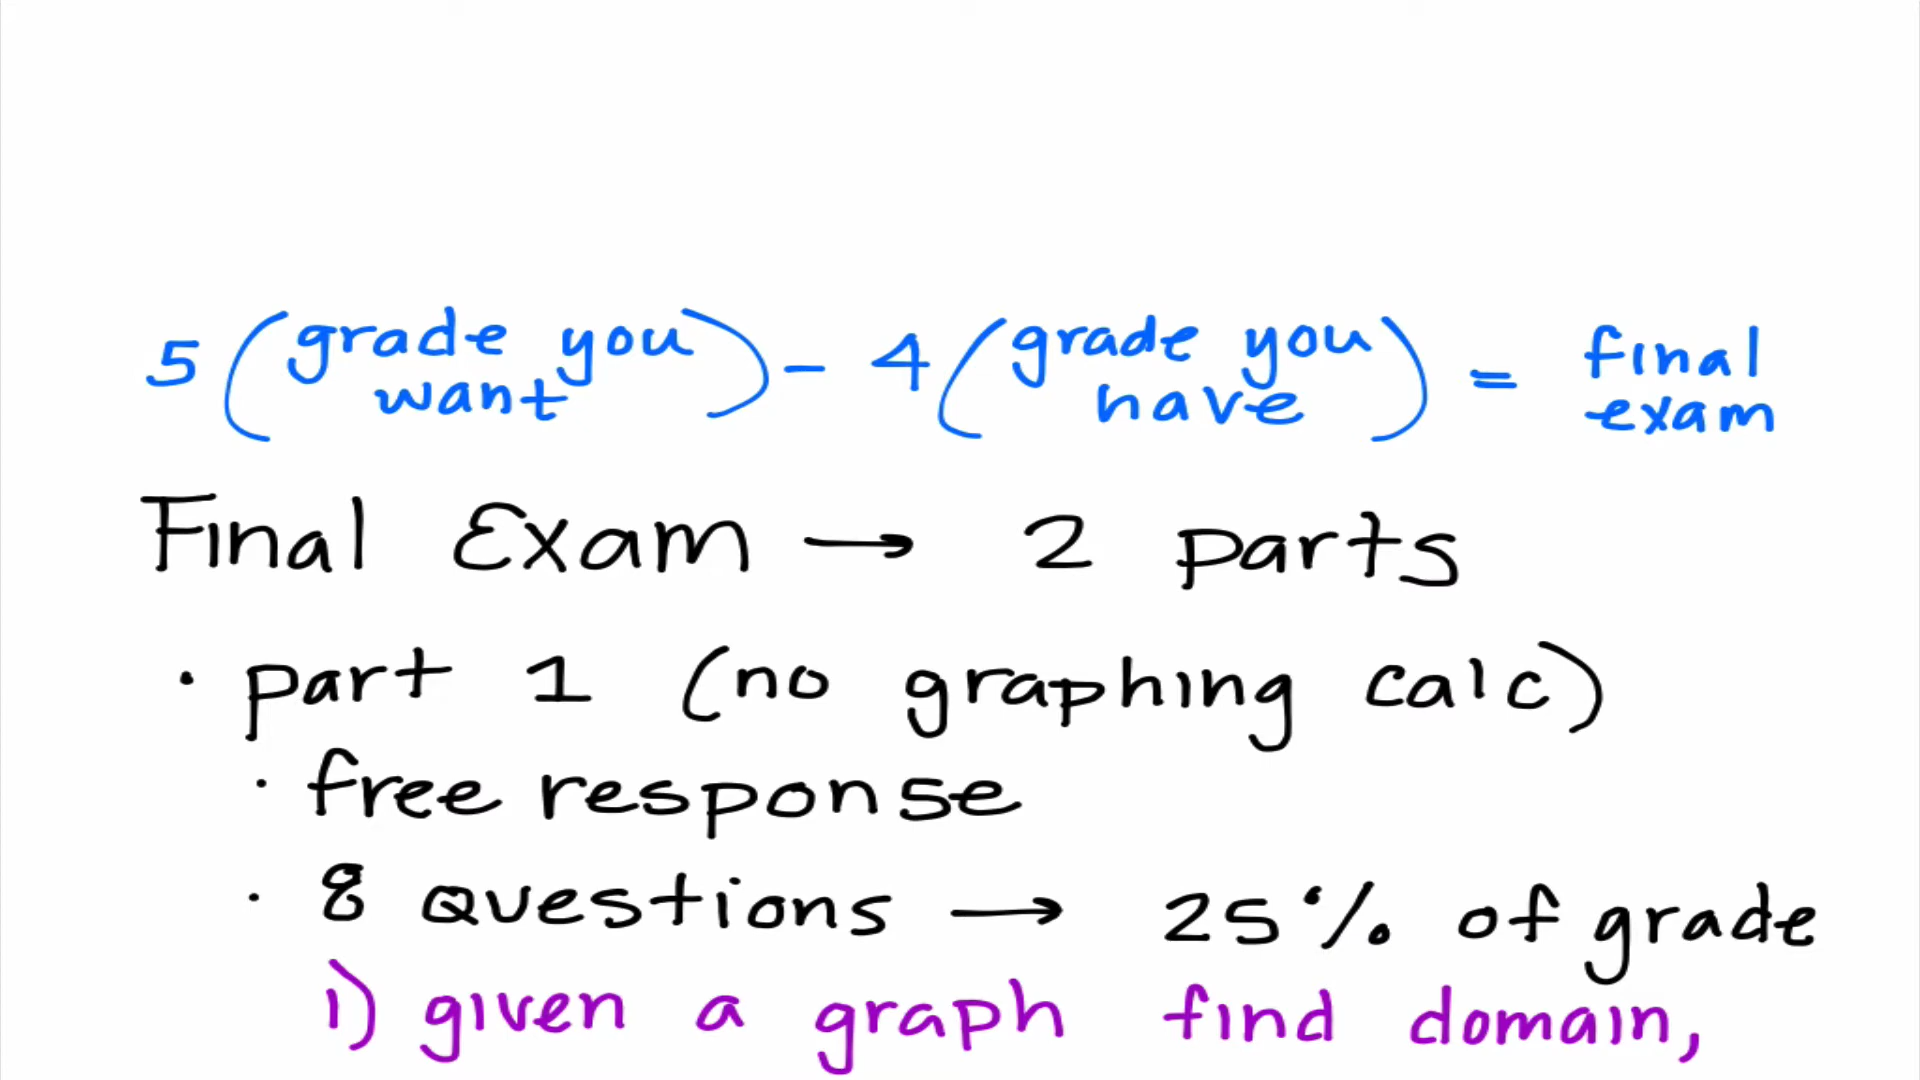 5 (grade you want) - 4 (grade you have) = final exam
Final Exam → 2 parts
· part 1 (no graphing calc)
· free response
· 8 questions → 25% of grade
1) given a graph find domain,